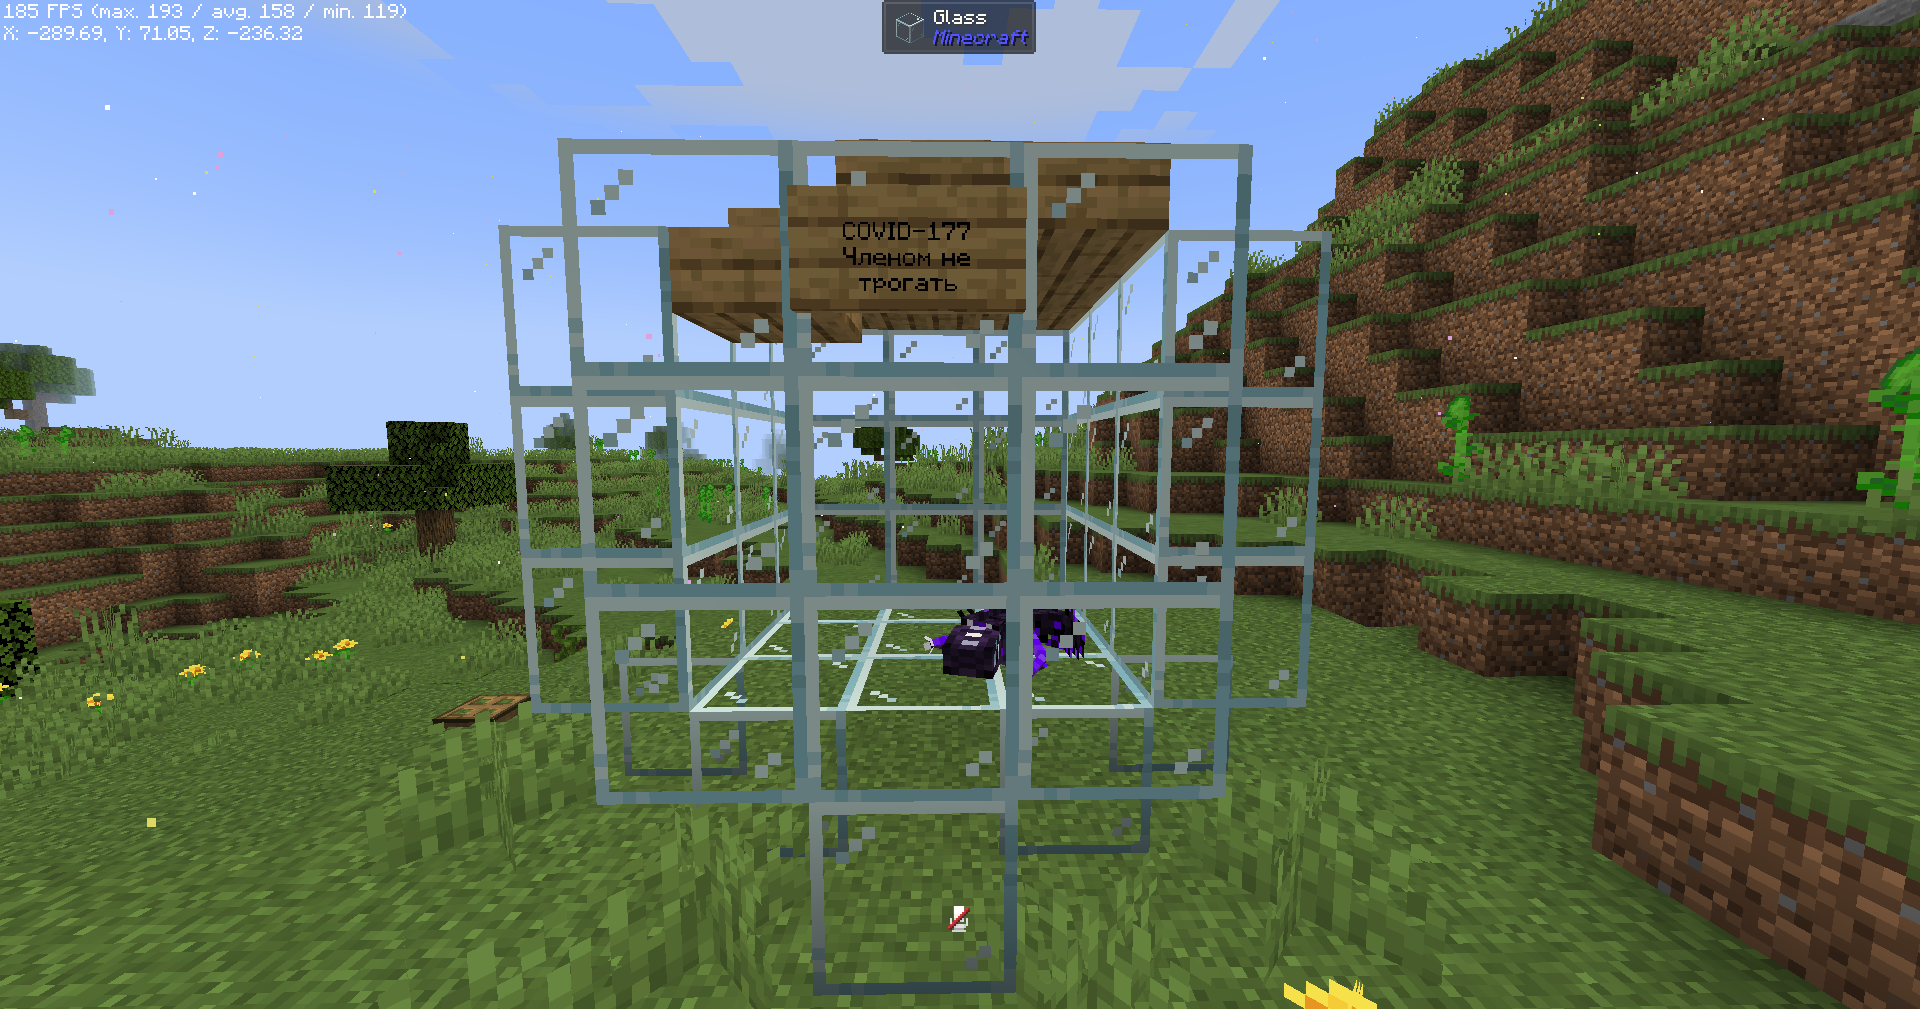 185 FPS (max. 193 / avg. 158 / min. 119)
X: -289.69, Y: 71.05, Z: -236.32
Glass
Minecraft
COVID-177
Членом не
трогать